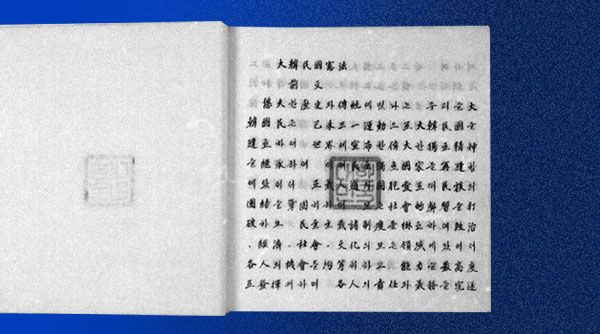 大韓民國憲法
前文
悠久한歷史와傳統에빛나는우리들大
韓國民은己未三一運動으로大韓民國을
建立하여世界에宣布한偉大한獨立精神
을繼承하여이제民主獨立國家를再建함
에있어서正義人道와同胞愛로써民族의
團結을鞏固히하며모든社會的弊習을打
破하고民主主義諸制度를樹立하여政治
、經濟、社會、文化의모든領域에있어서
各人의機會를均等히하고能力을最高度
로發揮케하며各人의責任과義務를完遂